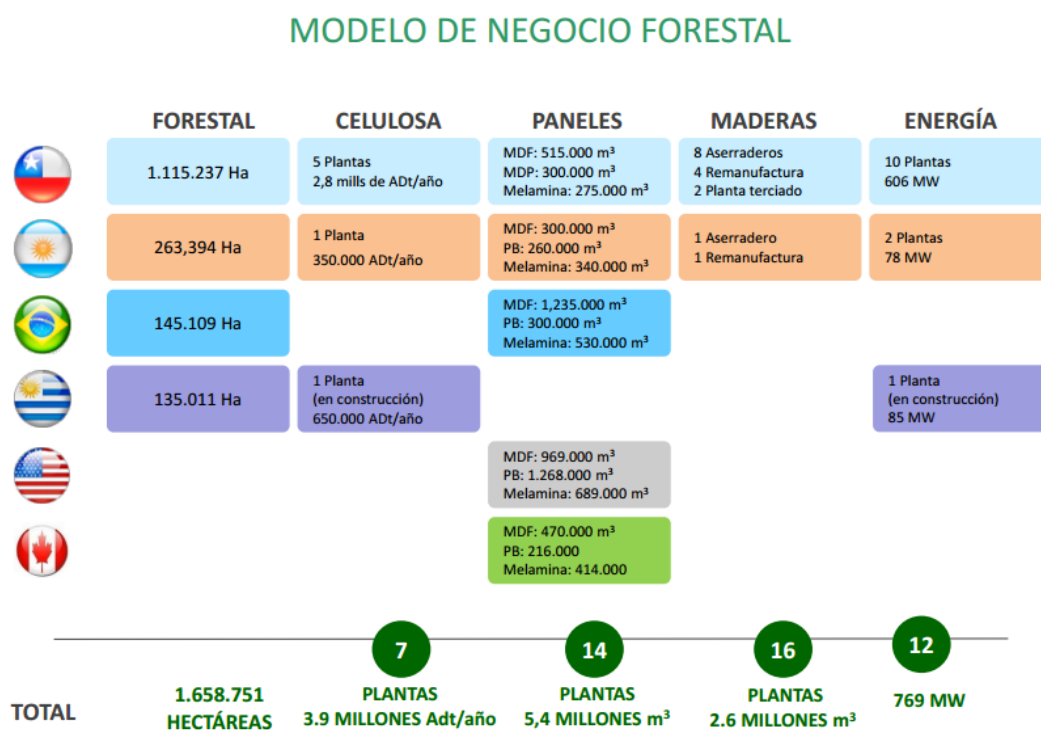 MODELO DE NEGOCIO FORESTAL
FORESTAL CELULOSA PANELES MADERAS ENERGÍA
1.115.237 Ha
5 Plantas
2,8 mills de ADt/año
MDF: 515.000 m³
MDP: 300.000 m³
Melamina: 275.000 m³
8 Aserraderos
4 Remanufactura
2 Planta terciado
10 Plantas
606 MW
263,394 Ha
1 Planta
350.000 ADt/año
MDF: 300.000 m³
PB: 260.000 m³
Melamina: 340.000 m³
1 Aserradero
1 Remanufactura
2 Plantas
78 MW
145.109 Ha
MDF: 1,235.000 m³
PB: 300.000 m³
Melamina: 530.000 m³
135.011 Ha
1 Planta
(en construcción)
650.000 ADt/año
1 Planta
(en construcción)
85 MW
MDF: 969.000 m³
PB: 1.268.000 m³
Melamina: 689.000 m³
MDF: 470.000 m³
PB: 216.000
Melamina: 414.000
TOTAL
1.658.751
HECTÁREAS
7
PLANTAS
3.9 MILLONES Adt/año
14
PLANTAS
5,4 MILLONES m³
16
PLANTAS
2.6 MILLONES m³
12
769 MW